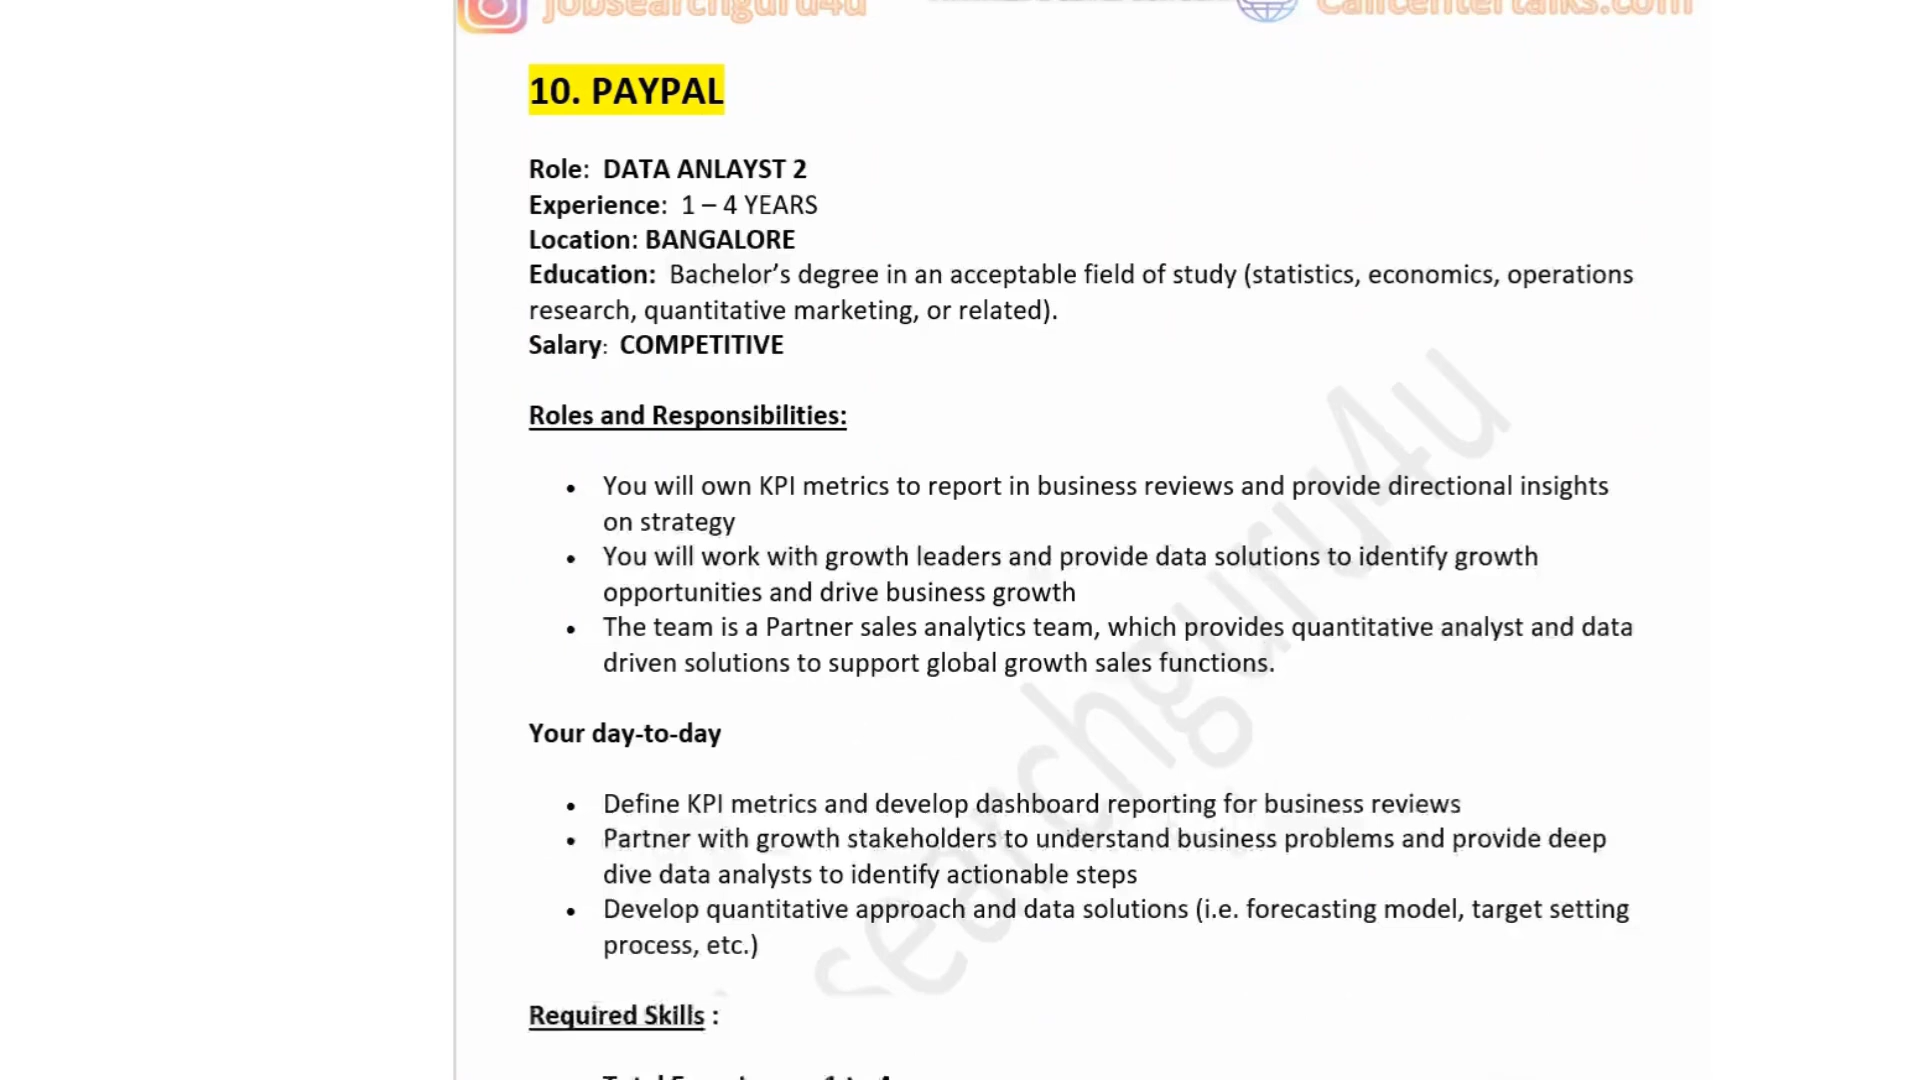 jobsearchguru4u
Callcentertalks.com
10. PAYPAL
Role: DATA ANLAYST 2
Experience: 1 – 4 YEARS
Location: BANGALORE
Education: Bachelor’s degree in an acceptable field of study (statistics, economics, operations
research, quantitative marketing, or related).
Salary: COMPETITIVE
Roles and Responsibilities:
• You will own KPI metrics to report in business reviews and provide directional insights
on strategy
• You will work with growth leaders and provide data solutions to identify growth
opportunities and drive business growth
• The team is a Partner sales analytics team, which provides quantitative analyst and data
driven solutions to support global growth sales functions.
Your day-to-day
• Define KPI metrics and develop dashboard reporting for business reviews
• Partner with growth stakeholders to understand business problems and provide deep
dive data analysts to identify actionable steps
• Develop quantitative approach and data solutions (i.e. forecasting model, target setting
process, etc.)
Required Skills :
searchguru4u